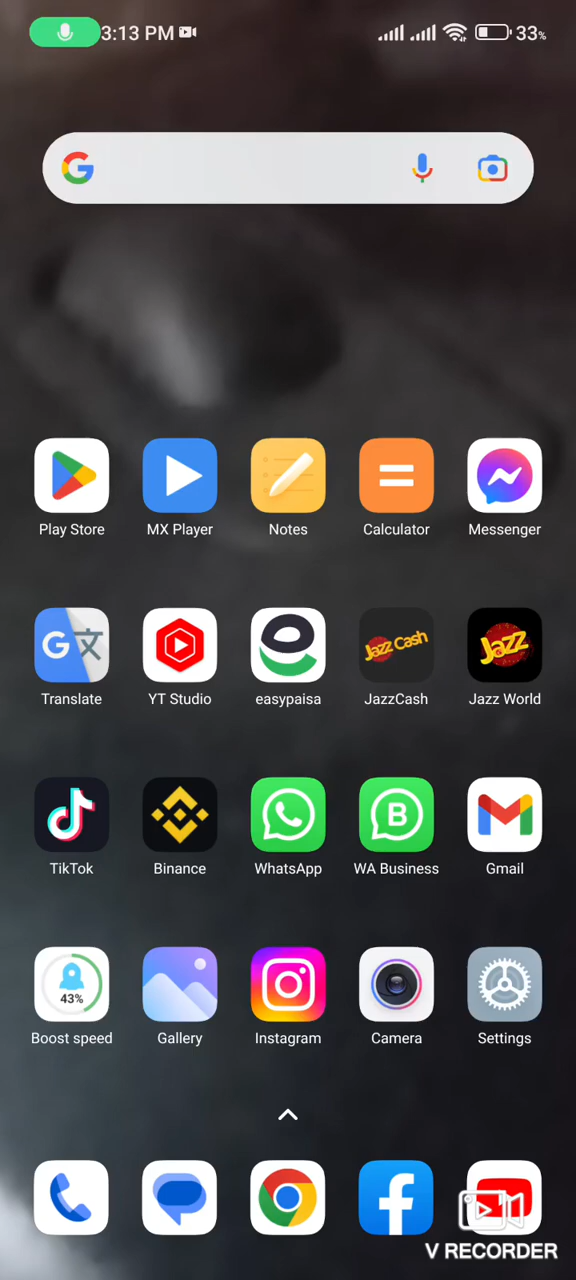 3:13 PM 33%
Play Store MX Player Notes Calculator Messenger
Translate YT Studio easypaisa JazzCash Jazz World
TikTok Binance WhatsApp WA Business Gmail
43%
Boost speed Gallery Instagram Camera Settings
V RECORDER